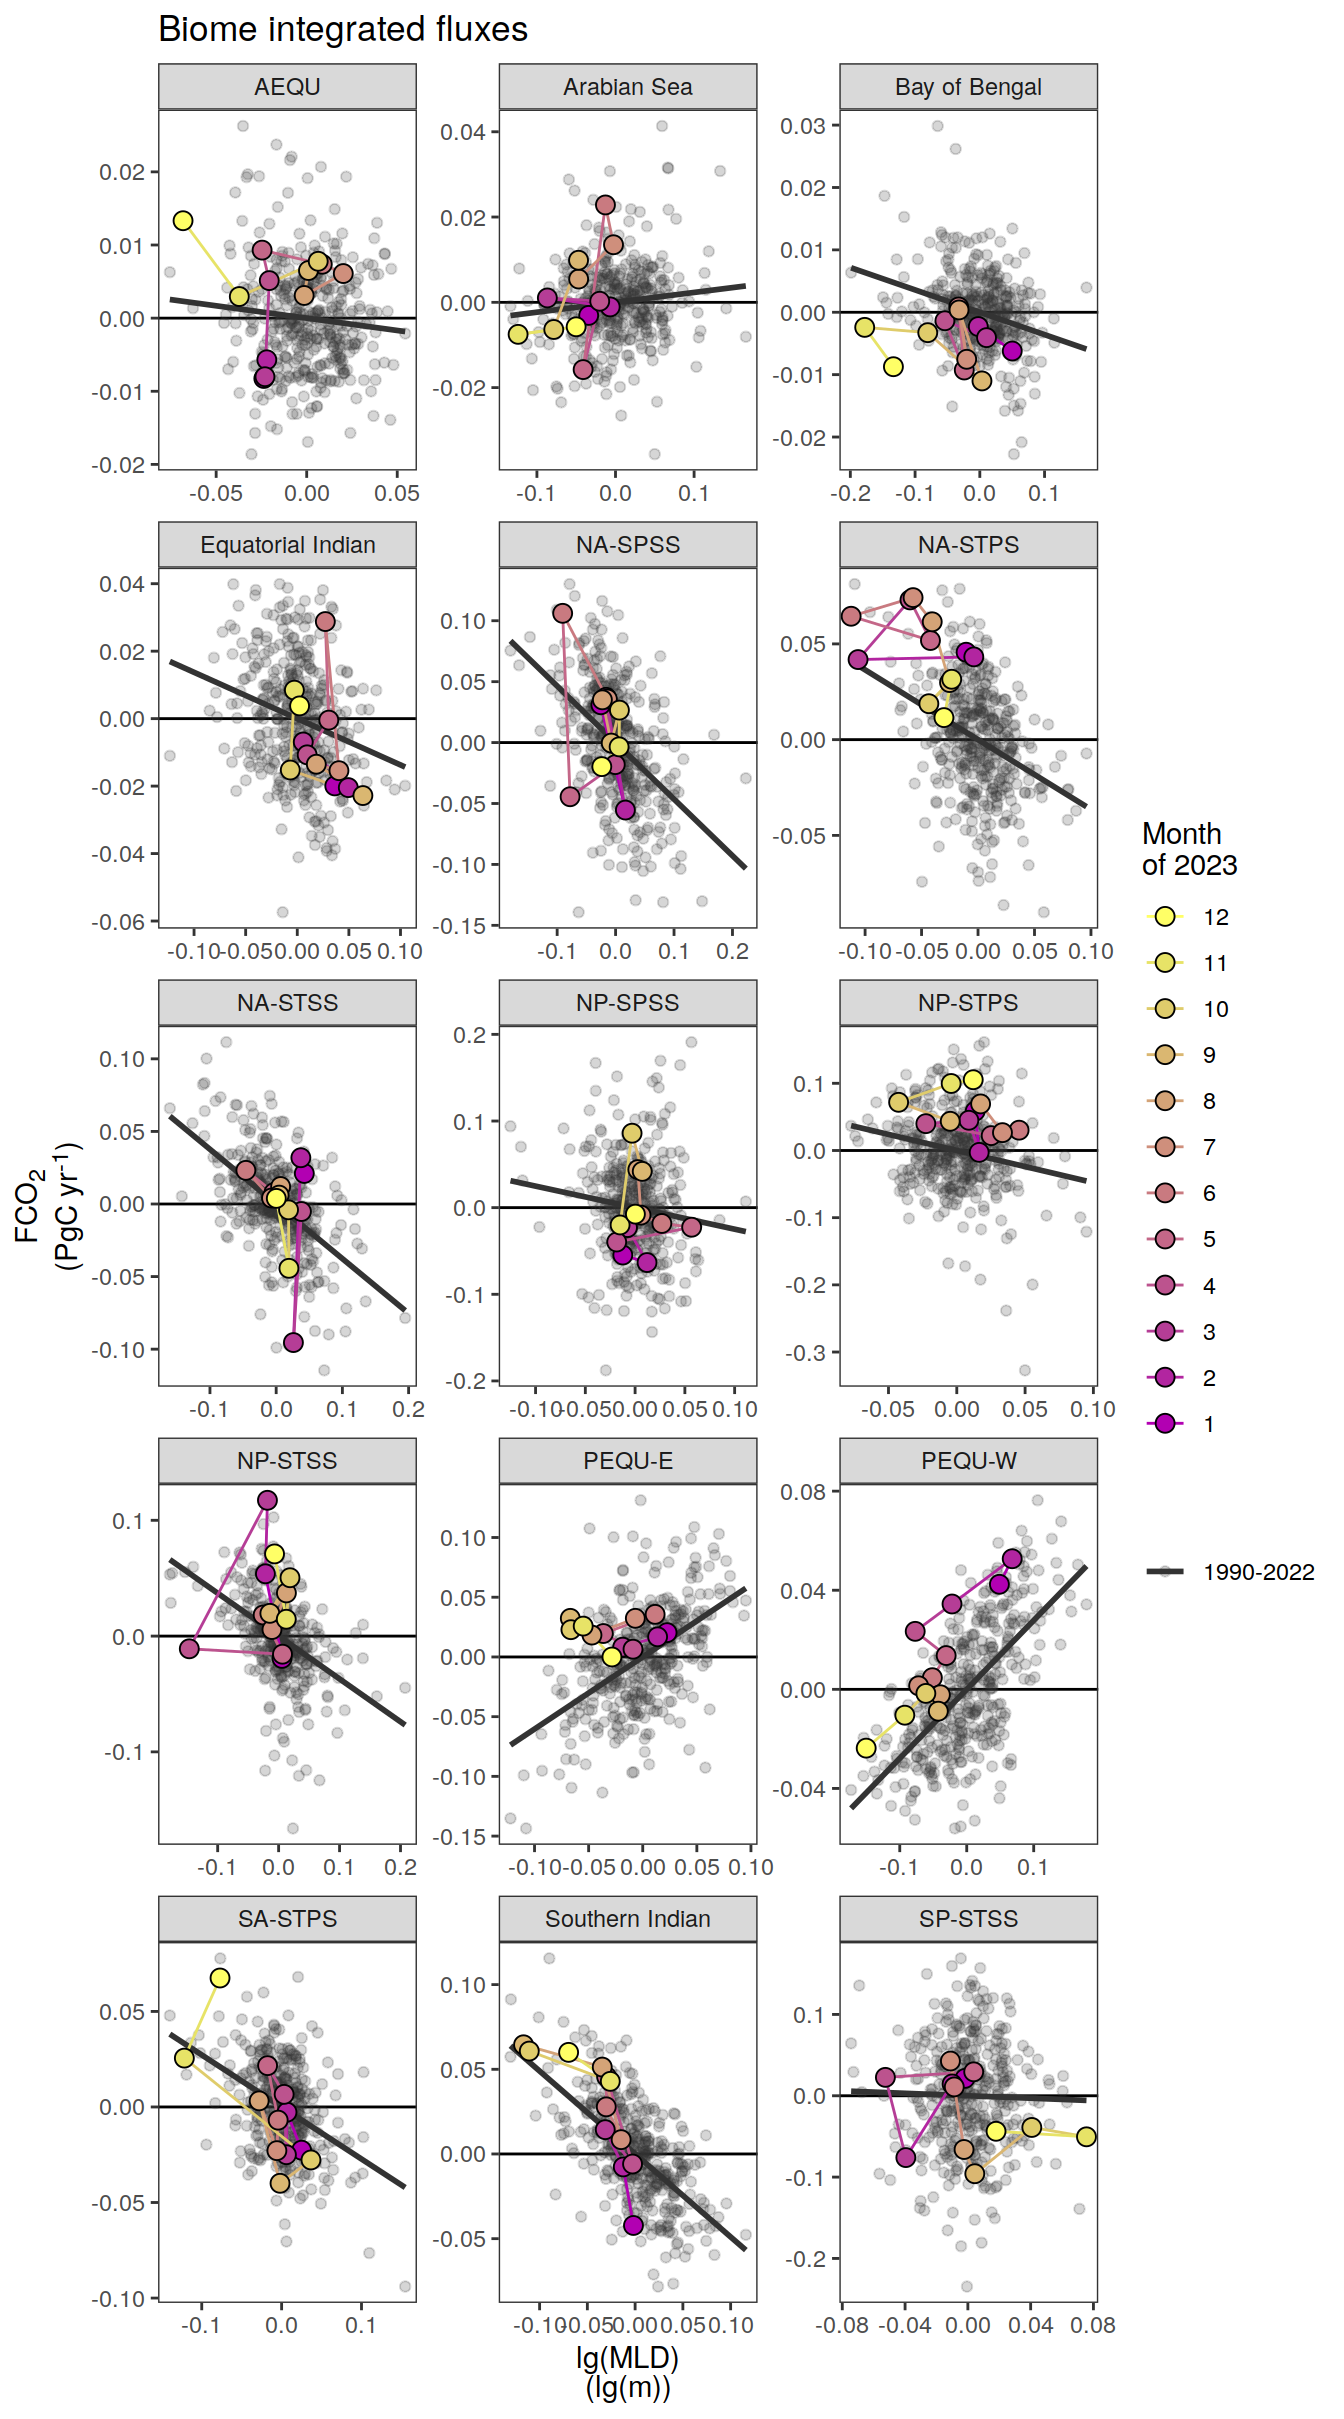 Biome integrated fluxes
AEQU
Arabian Sea
Bay of Bengal
0.02
0.01
0.00
-0.01
-0.02
0.04
0.02
0.00
-0.02
0.03
0.02
0.01
0.00
-0.01
-0.02
-0.05 0.00 0.05
-0.1 0.0 0.1
-0.2 -0.1 0.0 0.1
Equatorial Indian
NA-SPSS
NA-STPS
0.04
0.02
0.00
-0.02
-0.04
-0.06
0.10
0.05
0.00
-0.05
-0.10
-0.15
0.05
0.00
-0.05
-0.10 -0.05 0.00 0.05 0.10
-0.1 0.0 0.1 0.2
-0.10 -0.05 0.00 0.05 0.10
NA-STSS
NP-SPSS
NP-STPS
0.10
0.05
0.00
-0.05
-0.10
0.2
0.1
0.0
-0.1
-0.2
0.1
0.0
-0.1
-0.2
-0.3
-0.1 0.0 0.1 0.2
-0.10 -0.05 0.00 0.05 0.10
-0.05 0.00 0.05 0.10
NP-STSS
PEQU-E
PEQU-W
0.1
0.0
-0.1
0.10
0.05
0.00
-0.05
-0.10
-0.15
0.08
0.04
0.00
-0.04
-0.1 0.0 0.1 0.2
-0.10 -0.05 0.00 0.05 0.10
-0.1 0.0 0.1
SA-STPS
Southern Indian
SP-STSS
0.05
0.00
-0.05
-0.10
0.10
0.05
0.00
-0.05
0.1
0.0
-0.1
-0.2
-0.1 0.0 0.1
-0.10 -0.05 0.00 0.05 0.10
-0.08 -0.04 0.00 0.04 0.08
FCO₂
(PgC yr⁻¹)
lg(MLD)
(lg(m))
Month
of 2023
12
11
10
9
8
7
6
5
4
3
2
1
1990-2022